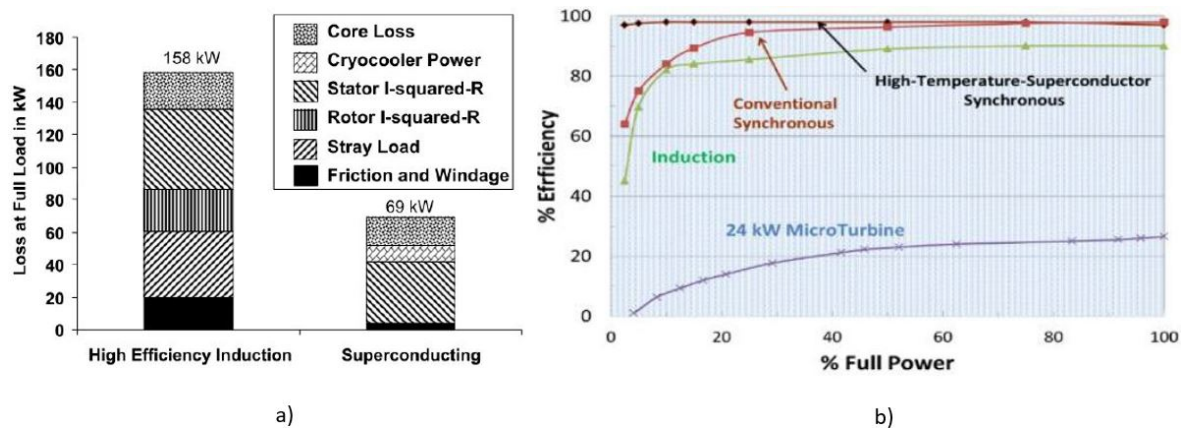 180
160
140
120
100
80
60
40
20
0
Loss at Full Load in kW
158 kW
69 kW
High Efficiency Induction
Superconducting
Core Loss
Cryocooler Power
Stator I-squared-R
Rotor I-squared-R
Stray Load
Friction and Windage
a)
100
80
60
40
20
0
% Efrficiency
High-Temperature-Superconductor
Synchronous
Conventional
Synchronous
Induction
24 kW MicroTurbine
0
20
40
60
80
100
% Full Power
b)